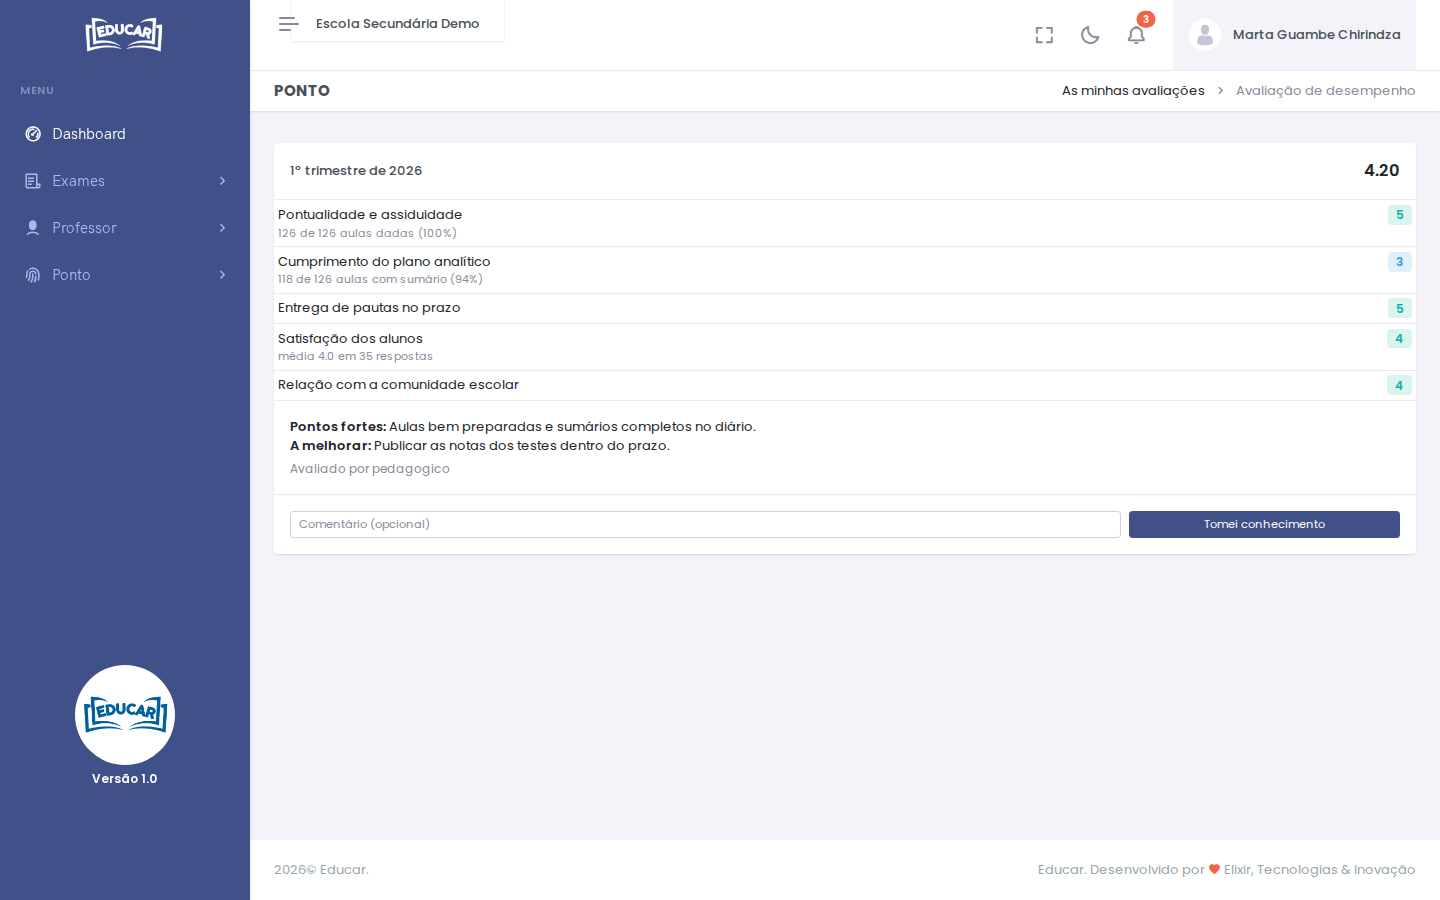 EDUCAR
Escola Secundária Demo
3
Marta Guambe Chirindza
MENU
Dashboard
Exames
Professor
Ponto
PONTO
As minhas avaliações
Avaliação de desempenho
1º trimestre de 2026
4.20
Pontualidade e assiduidade
5
126 de 126 aulas dadas (100%)
Cumprimento do plano analítico
3
118 de 126 aulas com sumário (94%)
Entrega de pautas no prazo
5
Satisfação dos alunos
4
média 4.0 em 35 respostas
Relação com a comunidade escolar
4
Pontos fortes: Aulas bem preparadas e sumários completos no diário.
A melhorar: Publicar as notas dos testes dentro do prazo.
Avaliado por pedagogico
Comentário (opcional)
Tomei conhecimento
EDUCAR
Versão 1.0
2026© Educar.
Educar. Desenvolvido por Elixir, Tecnologias & Inovação